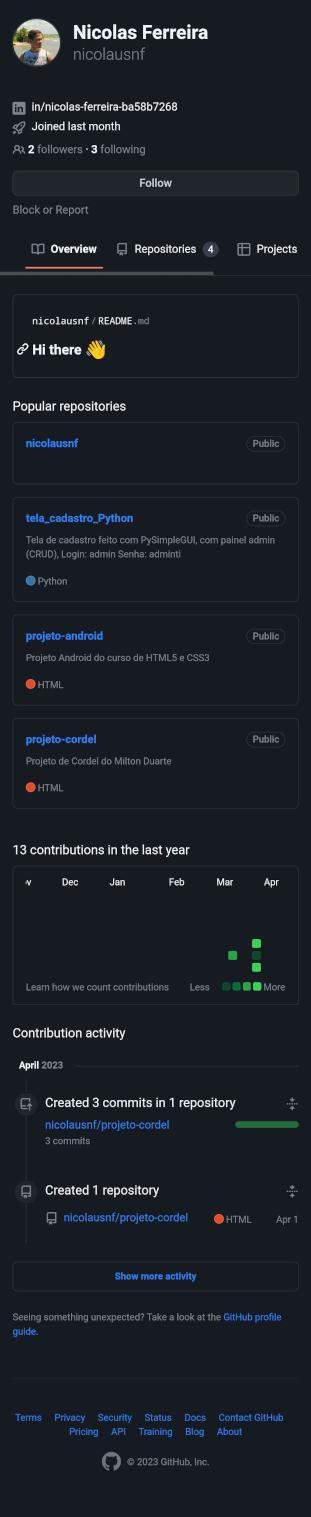 Nicolas Ferreira
nicolausnf
in/nicolas-ferreira-ba58b7268
Joined last month
2 followers · 3 following
Follow
Block or Report
Overview Repositories 4 Projects
nicolausnf/README.md
Hi there 👋
Popular repositories
nicolausnf Public
tela_cadastro_Python Public
Tela de cadastro feito com PySimpleGUI, com painel admin
(CRUD), Login: admin Senha: adminti
Python
projeto-android Public
Projeto Android do curso de HTML5 e CSS3
HTML
projeto-cordel Public
Projeto de Cordel do Milton Duarte
HTML
13 contributions in the last year
Dec Jan Feb Mar Apr
Learn how we count contributions Less More
Contribution activity
April 2023
Created 3 commits in 1 repository
nicolausnf/projeto-cordel
3 commits
Created 1 repository
nicolausnf/projeto-cordel HTML Apr 1
Show more activity
Seeing something unexpected? Take a look at the GitHub profile
guide.
Terms Privacy Security Status Docs Contact GitHub
Pricing API Training Blog About
© 2023 GitHub, Inc.